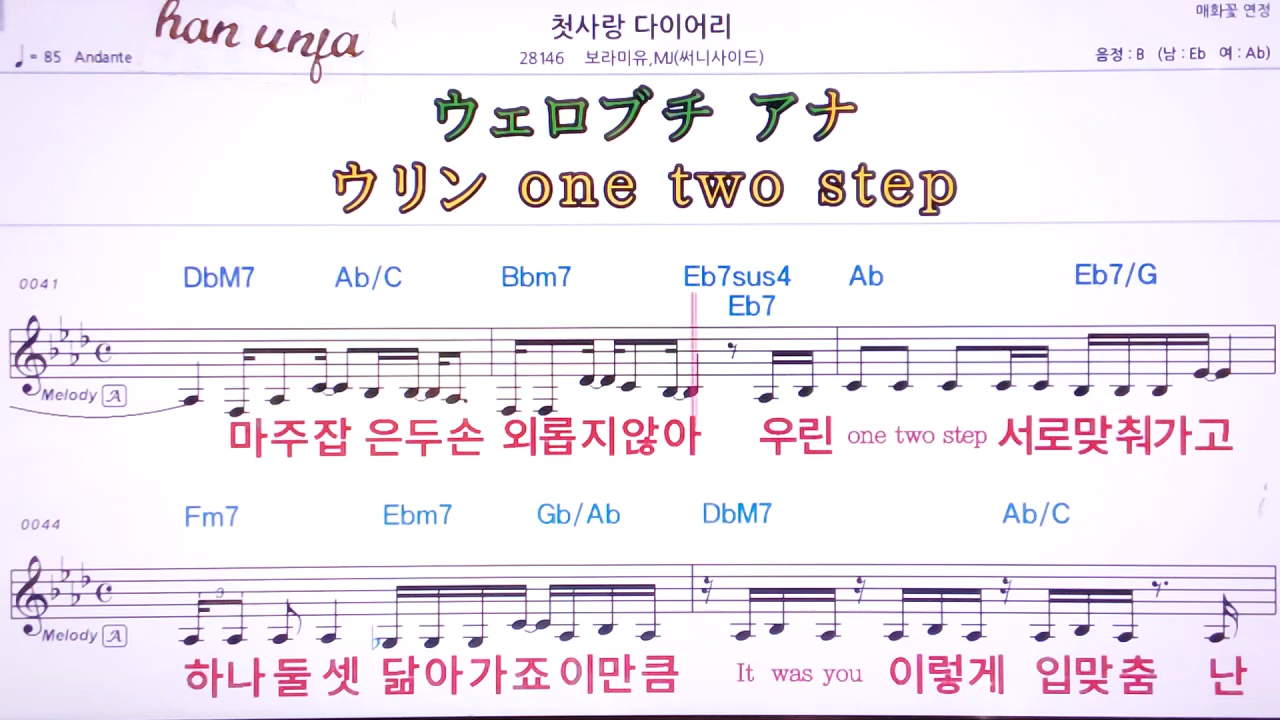 han unja
첫사랑 다이어리
매화꽃 연정
♩= 85 Andante
28146 보라미유,MJ(써니사이드)
음정 : B (남 : Eb 여 : Ab)
ウェロプチ アナ
ウリン one two step
0041 DbM7 Ab/C Bbm7 Eb7sus4 Eb7 Ab Eb7/G
Melody A
마주잡 은두손 외롭지않아 우린 one two step 서로맞춰가고
0044 Fm7 Ebm7 Gb/Ab DbM7 Ab/C
3
Melody A
하나둘셋 닮아가죠이만큼 It was you 이렇게 입맞춤 난